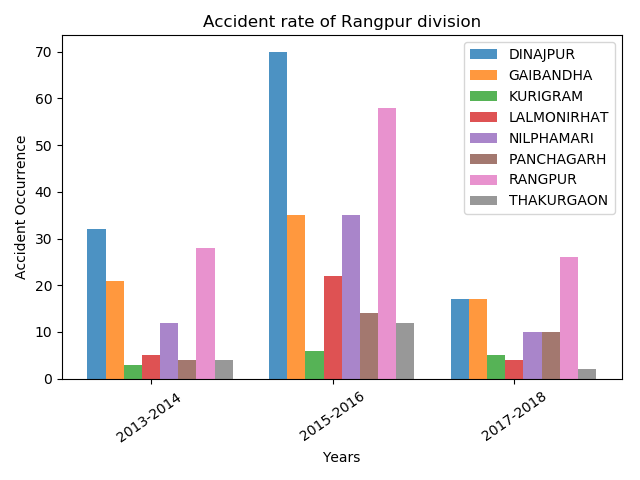 Accident rate of Rangpur division
Accident Occurrence
70
60
50
40
30
20
10
0
DINAJPUR
GAIBANDHA
KURIGRAM
LALMONIRHAT
NILPHAMARI
PANCHAGARH
RANGPUR
THAKURGAON
2013-2014
2015-2016
2017-2018
Years